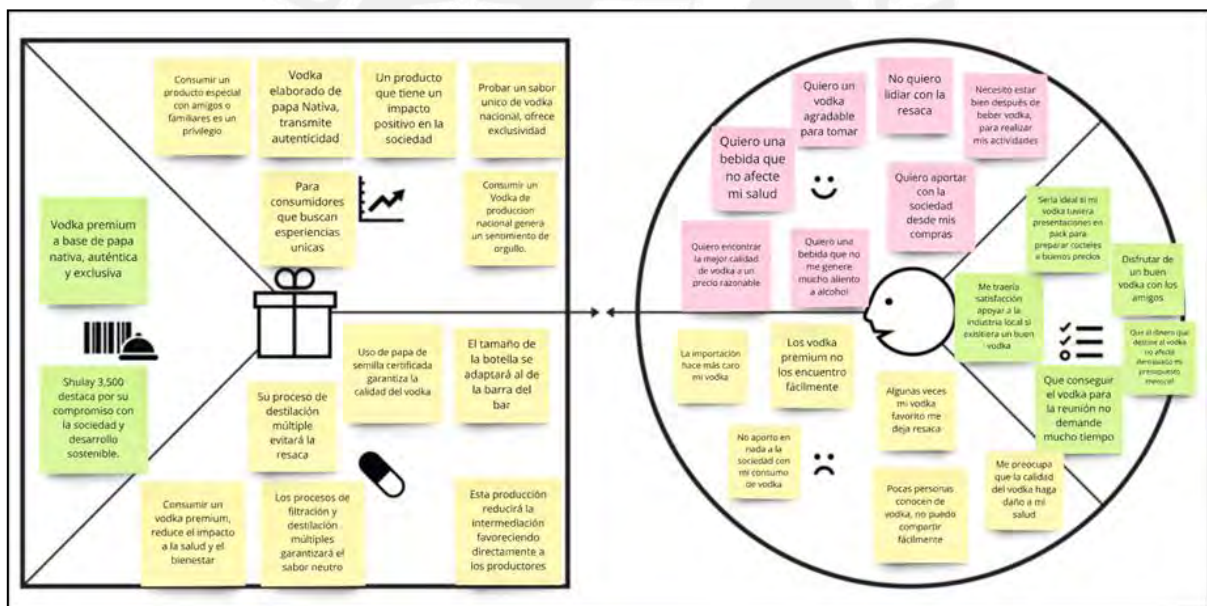 Consumir un
producto especial
con amigos o
familiares es un
privilegio
Vodka
elaborado de
papa Nativa,
transmite
autenticidad
Un producto
que tiene un
impacto
positivo en la
sociedad
Probar un sabor
unico de vodka
nacional, ofrece
exclusividad
Para
consumidores
que buscan
esperiencias
unicas
Consumir un
Vodka de
produccion
nacional genera
un sentimiento de
orgullo.
Vodka premium
a base de papa
nativa, auténtica
y exclusiva
Shulay 3,500
destaca por su
compromiso con
la sociedad y
desarrollo
sostenible.
Uso de papa de
semilla certificada
garantiza la
calidad del vodka
El tamaño de
la botella se
adaptará al de
la barra del
bar
Su proceso de
destilación
múltiple
evitará la
resaca
Consumir un
vodka premium,
reduce el impacto
a la salud y el
bienestar
Los procesos de
filtración y
destilación
múltiples
garantizará el
sabor neutro
Esta producción
reducirá la
intermediación
favoreciendo
directamente a
los productores
Quiero un
vodka
agradable
para tomar
No quiero
lidiar con la
resaca
Necesito estar
bien después de
beber vodka,
para realizar
mis actividades
Quiero una
bebida que
no afecte
mi salud
Quiero aportar
con la
sociedad
desde mis
compras
Quiero encontrar
la mejor calidad
de vodka a un
precio razonable
Quiero una
bebida que no
me genere
mucho aliento
a alcohol
Seria ideal si mi
vodka tuviera
presentaciones en
pack para
preparar cocteles
a buenos precios
Disfrutar de
un buen
vodka con los
amigos
Me traería
satisfacción
apoyar a la
industria local si
exisitiera un buen
vodka
Que el dinero que
destine al vodka
no afecte
mi
presupuesto
mensual
Que conseguir
el vodka para
la reunión no
demande
mucho tiempo
La importación
hace más caro
mi vodka
Los vodka
premium no
los encuentro
fácilmente
Algunas veces
mi vodka
favorito me
deja resaca
No aporto en
nada a la
sociedad con
mi consumo
de vodka
Pocas personas
conocen de
vodka, no puedo
compartir
fácilmente
Me preocupa
que la calidad
del vodka haga
daño a mi
salud